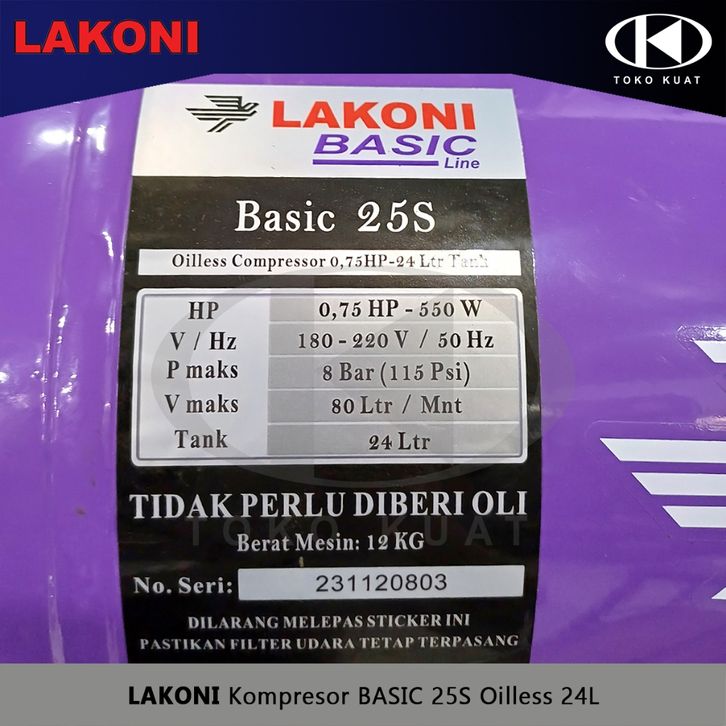 LAKONI
TOKO KUAT
LAKONI
BASIC
Line
Basic 25S
Oilless Compressor 0,75HP-24 Ltr Tank
HP 0,75 HP - 550 W
V / Hz 180 - 220 V / 50 Hz
P maks 8 Bar (115 Psi)
V maks 80 Ltr / Mnt
Tank 24 Ltr
TIDAK PERLU DIBERI OLI
TOKO KUAT
Berat Mesin: 12 KG
No. Seri: 231120803
DILARANG MELEPAS STICKER INI
PASTIKAN FILTER UDARA TETAP TERPASANG
LAKONI Kompresor BASIC 25S Oilless 24L